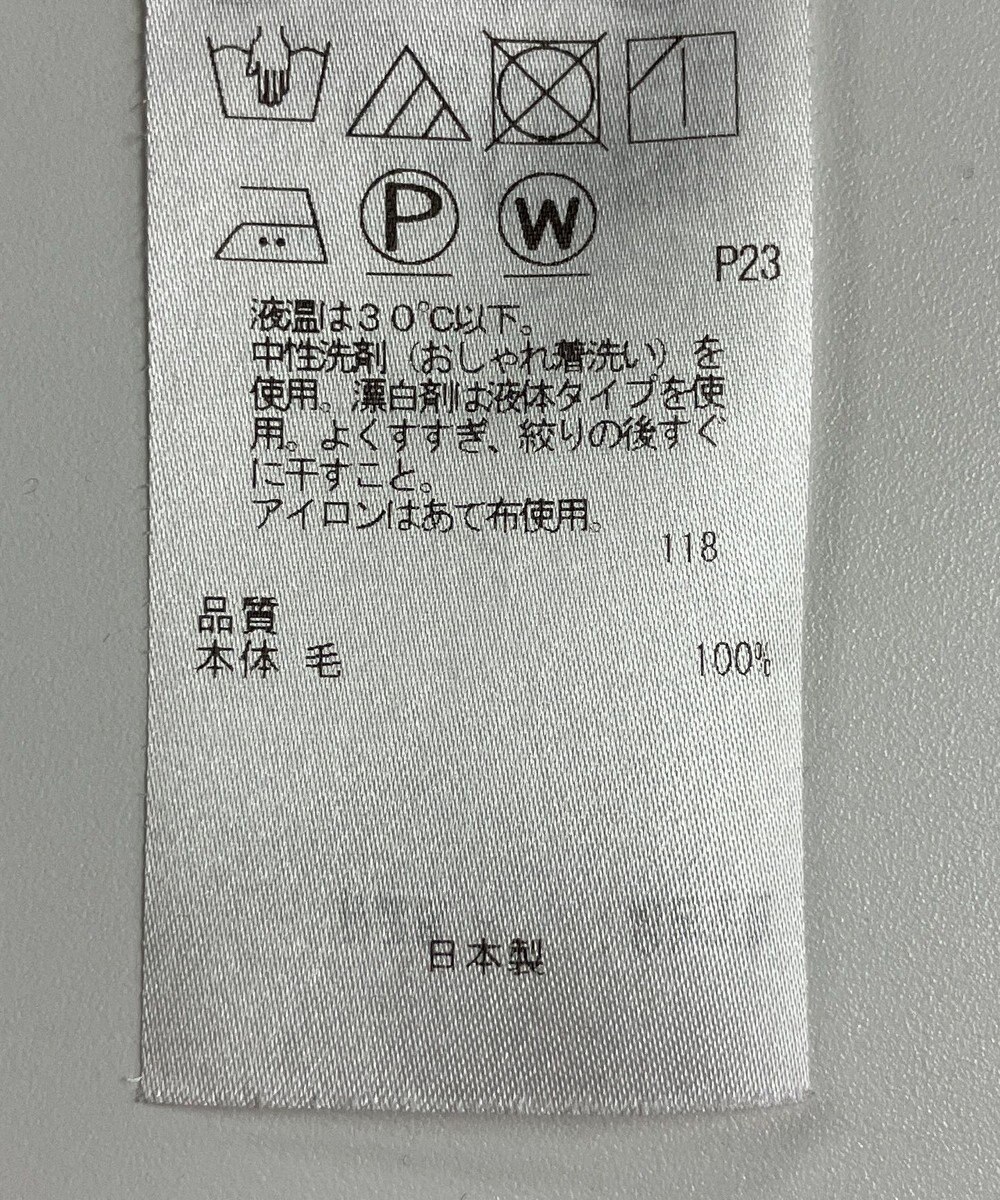 P W
P23
液温は30℃以下。
中性洗剤(おしゃれ着洗い)を
使用。漂白剤は液体タイプを使
用。よくすすぎ、絞りの後すぐ
に干すこと。
アイロンはあて布使用。
118
品質
本体 毛 100%
日本製